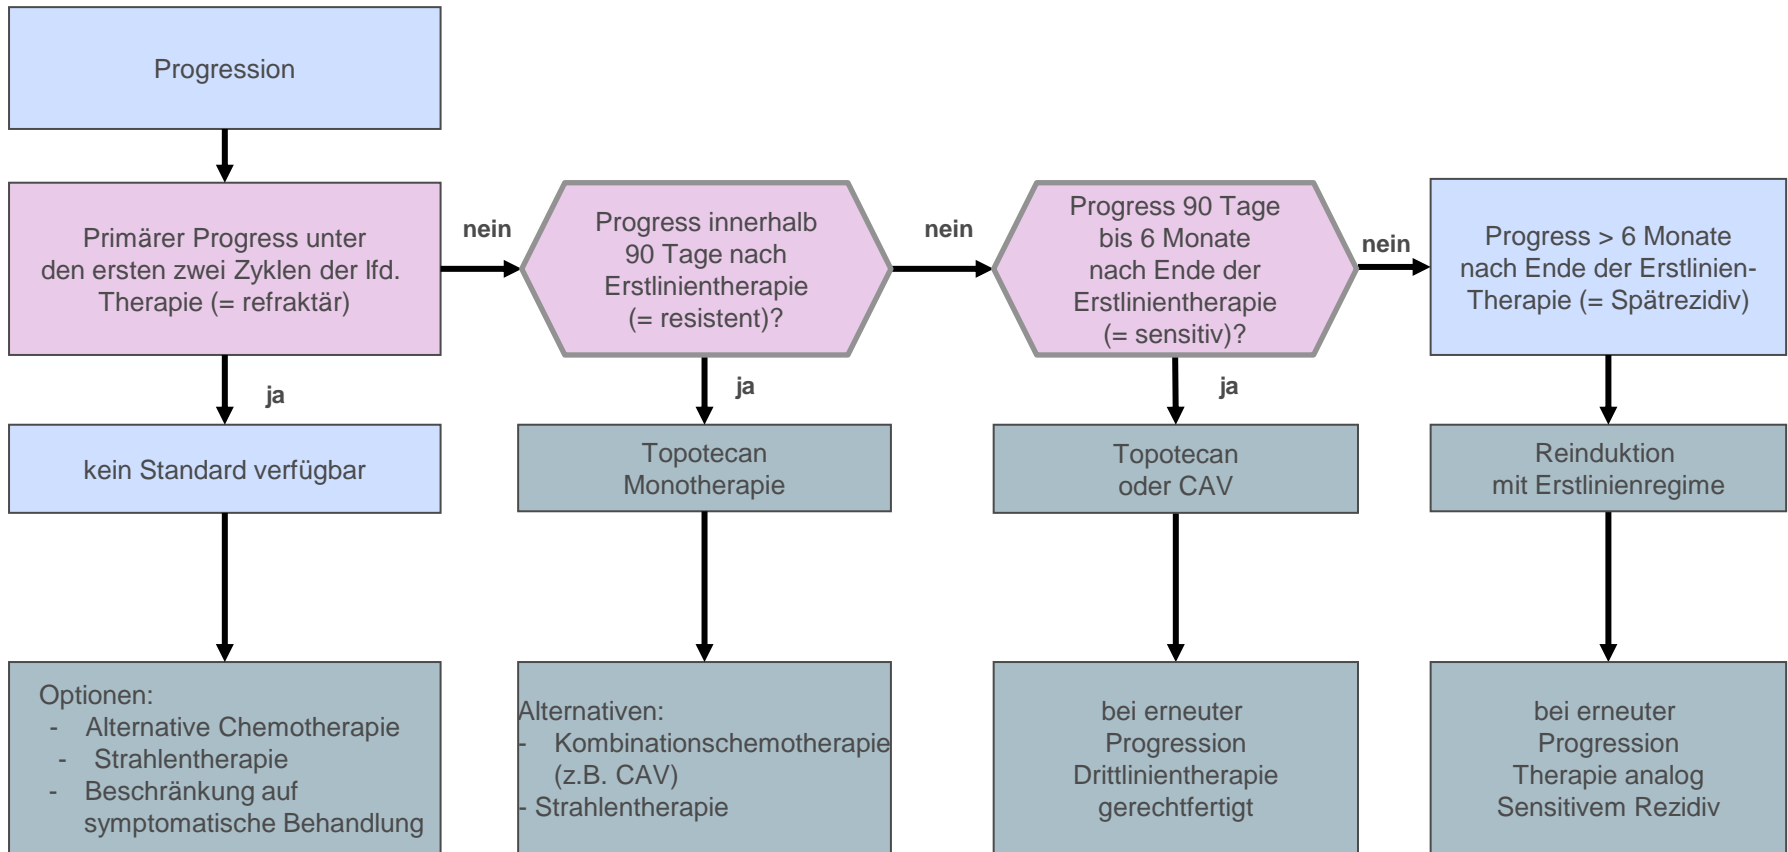 Progression
Primärer Progress unter
den ersten zwei Zyklen der lfd.
Therapie (= refraktär)
nein
Progress innerhalb
90 Tage nach
Erstlinientherapie
(= resistent)?
nein
Progress 90 Tage
bis 6 Monate
nach Ende der
Erstlinientherapie
(= sensitiv)?
nein
Progress > 6 Monate
nach Ende der Erstlinien-
Therapie (= Spätrezidiv)
ja
ja
ja
kein Standard verfügbar
Topotecan
Monotherapie
Topotecan
oder CAV
Reinduktion
mit Erstlinienregime
Optionen:
- Alternative Chemotherapie
- Strahlentherapie
- Beschränkung auf
symptomatische Behandlung
Alternativen:
- Kombinationschemotherapie
(z.B. CAV)
- Strahlentherapie
bei erneuter
Progression
Drittlinientherapie
gerechtfertigt
bei erneuter
Progression
Therapie analog
Sensitivem Rezidiv